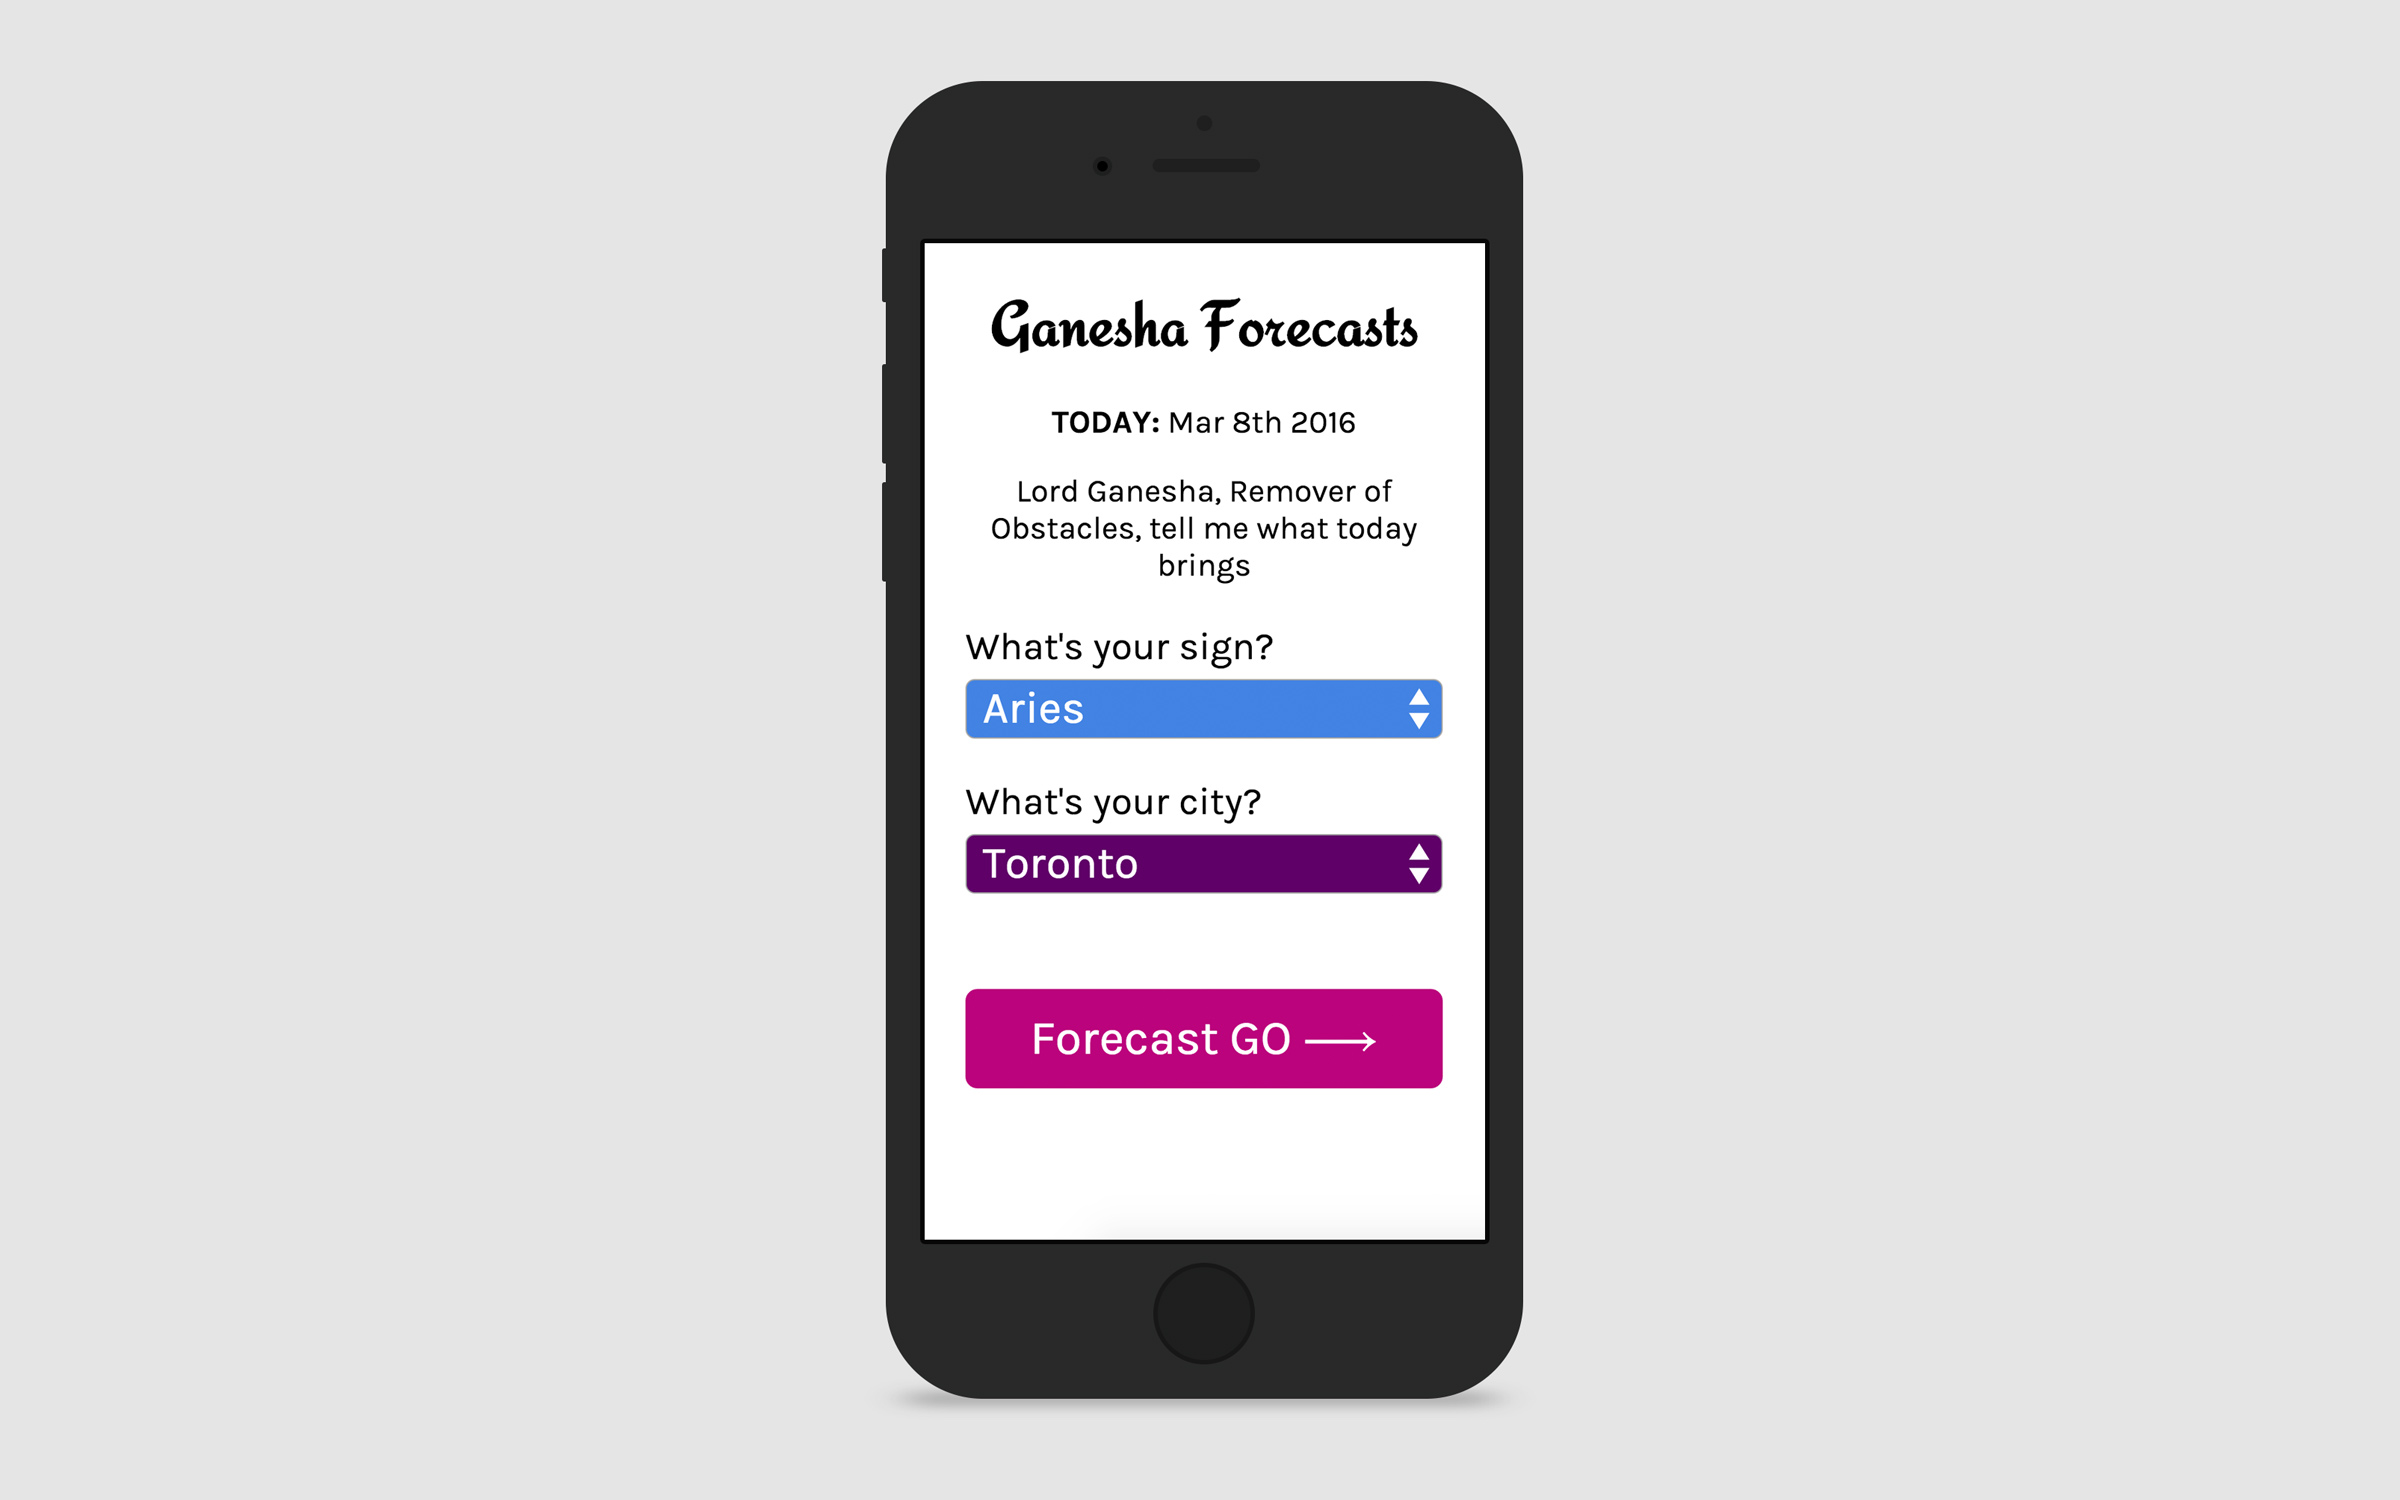 Ganesha Forecasts
TODAY: Mar 8th 2016
Lord Ganesha, Remover of
Obstacles, tell me what today
brings
What's your sign?
Aries
What's your city?
Toronto
Forecast GO ⟶